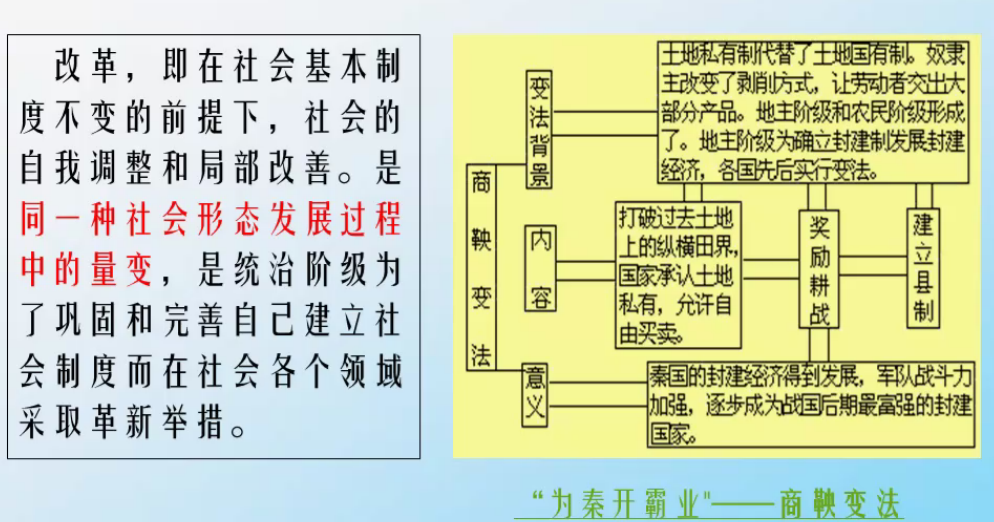 改革，即在社会基本制
度不变的前提下，社会的
自我调整和局部改善。是
同一种社会形态发展过程
中的量变，是统治阶级为
了巩固和完善自己建立社
会制度而在社会各个领域
采取革新举措。
商鞅变法
变法背景
土地私有制代替了土地国有制。奴隶
主改变了剥削方式，让劳动者交出大
部分产品。地主阶级和农民阶级形成
了。地主阶级为确立封建制发展封建
经济，各国先后实行变法。
内容
打破过去土地
上的纵横田界,
国家承认土地
私有，允许自
由买卖。
奖励耕战
建立县制
意义
秦国的封建经济得到发展，军队战斗力
加强，逐步成为战国后期最富强的封建
国家。
“为秦开霸业"——商鞅变法